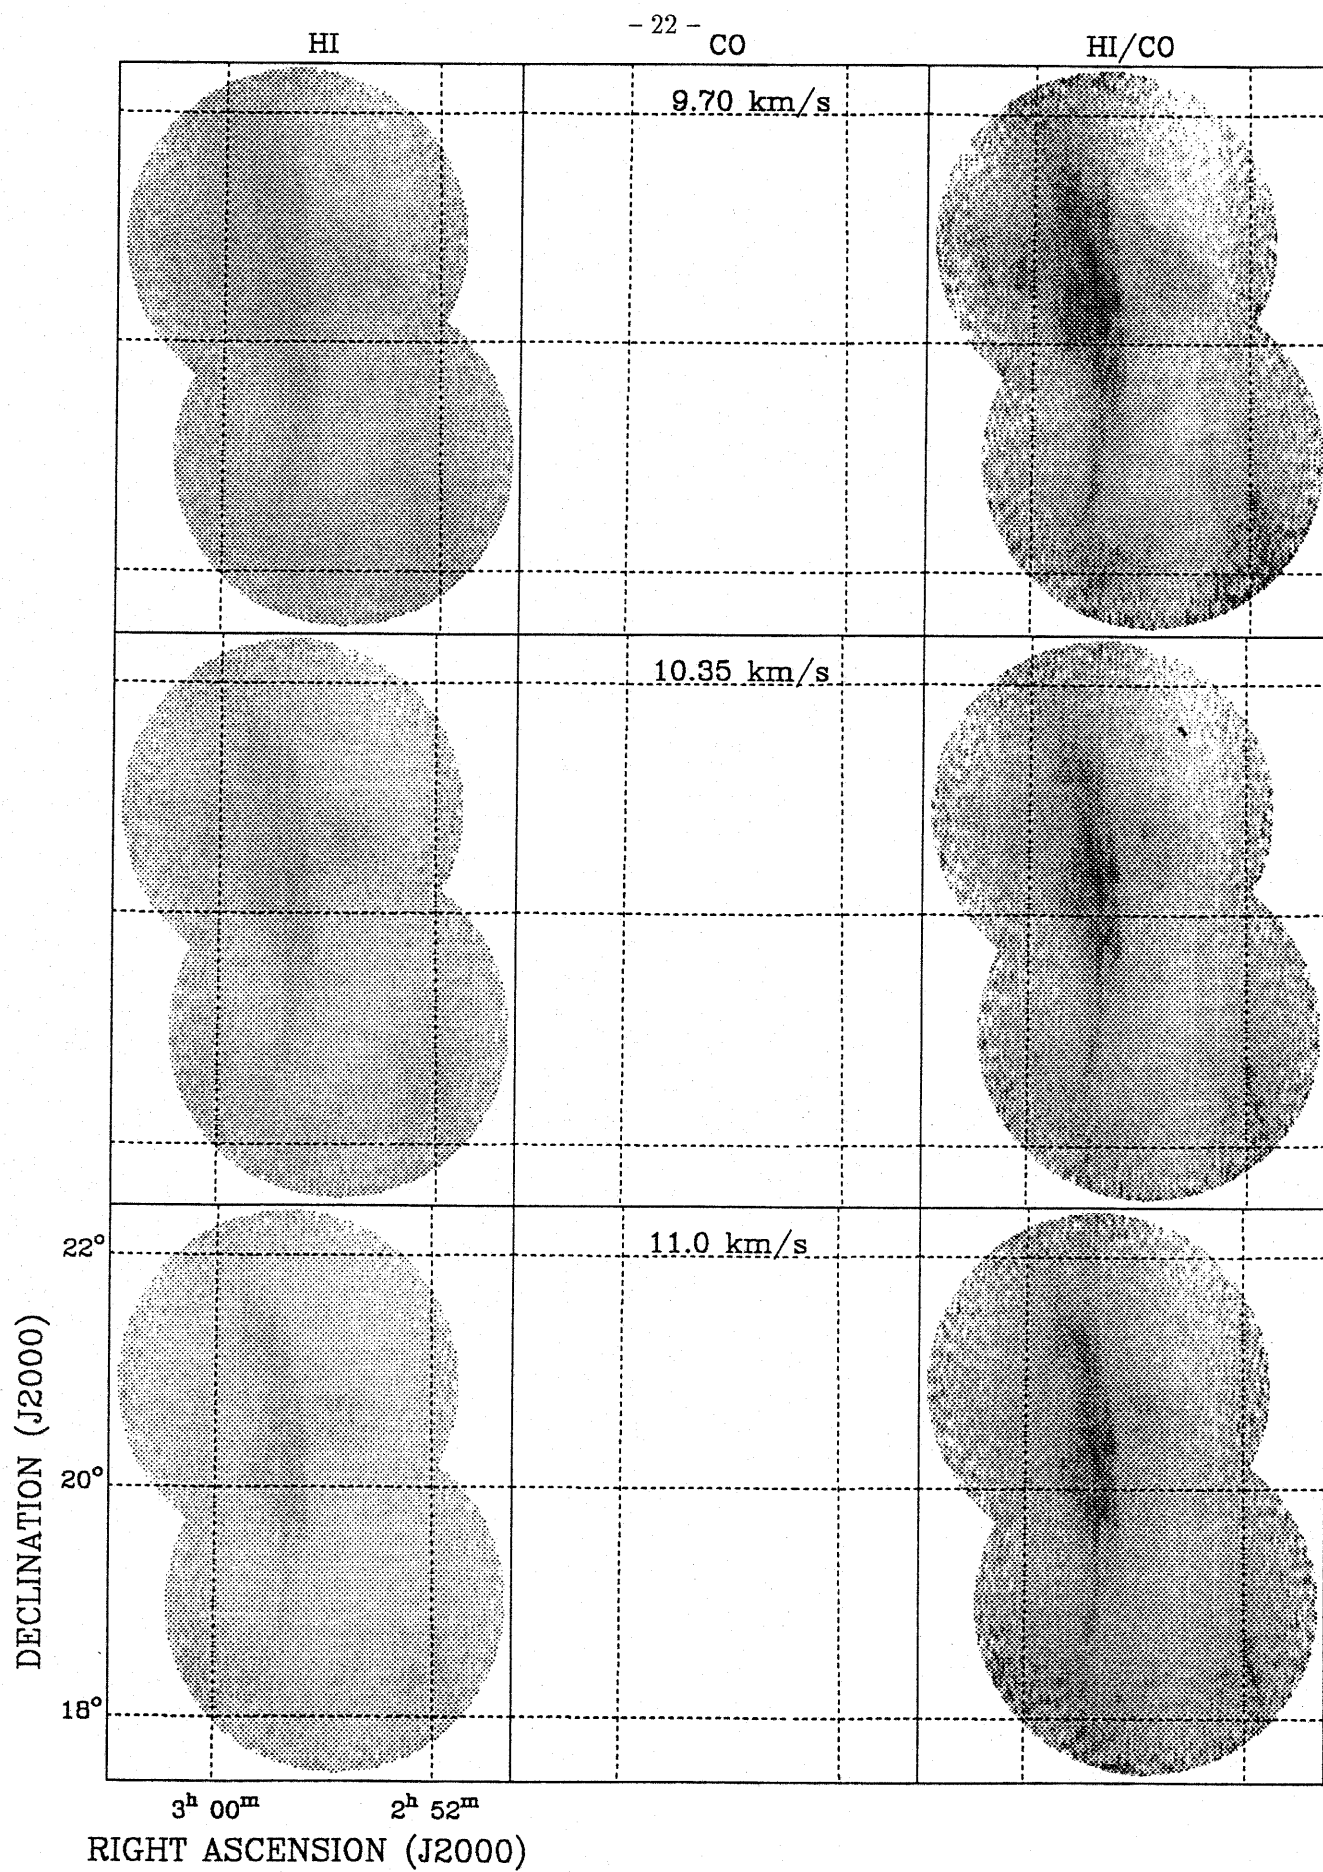 – 22 –
HI CO HI/CO
9.70 km/s
10.35 km/s
11.0 km/s
22°
20°
18°
DECLINATION (J2000)
3ʰ 00ᵐ 2ʰ 52ᵐ
RIGHT ASCENSION (J2000)